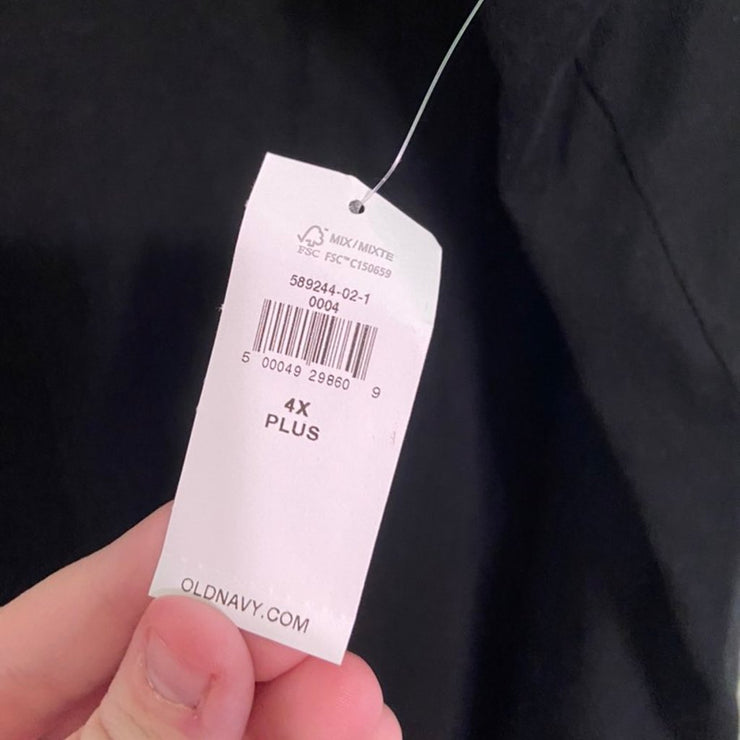 MIX/MIXTE
FSC FSC™ C150659
589244-02-1
0004
5 00049 29860 9
4X
PLUS
OLDNAVY.COM